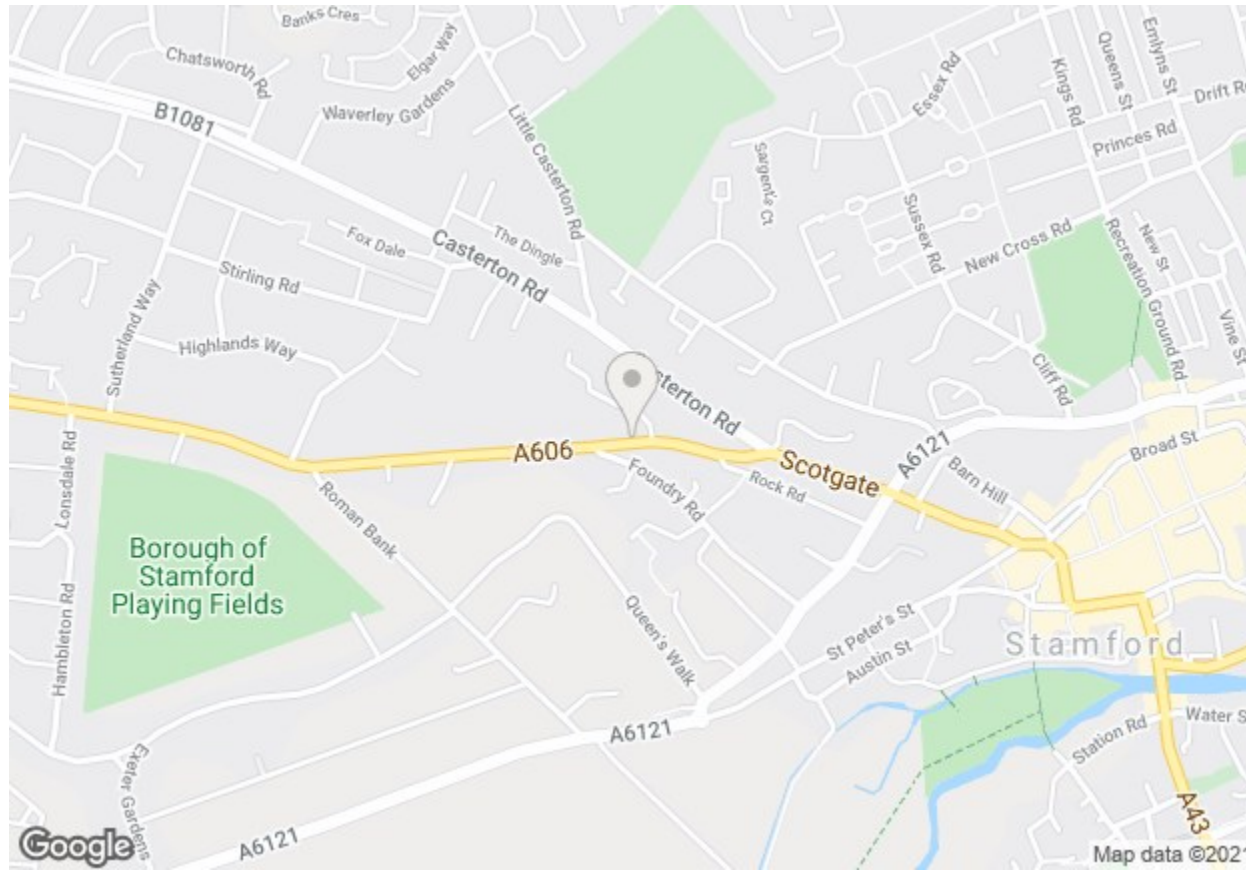 Banks Cres
Elgar Way
Chatsworth Rd
Waverley Gardens
B1081
Little Casterton Rd
Essex Rd
Kings Rd
Queens St
Emlyns St
Drift Rd
Princes Rd
Sargent's Ct
Sussex Rd
New Cross Rd
Recreation Ground Rd
New St
Vine St
Fox Dale
The Dingle
Casterton Rd
Stirling Rd
Sutherland Way
Highlands Way
sterton Rd
Cliff Rd
A606
Scotgate
A6121
Broad St
Barn Hill
Lonsdale Rd
Roman Bank
Foundry Rd
Rock Rd
Borough of
Stamford
Playing Fields
Hambleton Rd
Queen's Walk
St Peter's St
Austin St
Stamford
A6121
Station Rd
Water S
Exeter Gardens
A43
A6121
Google
Map data ©2021